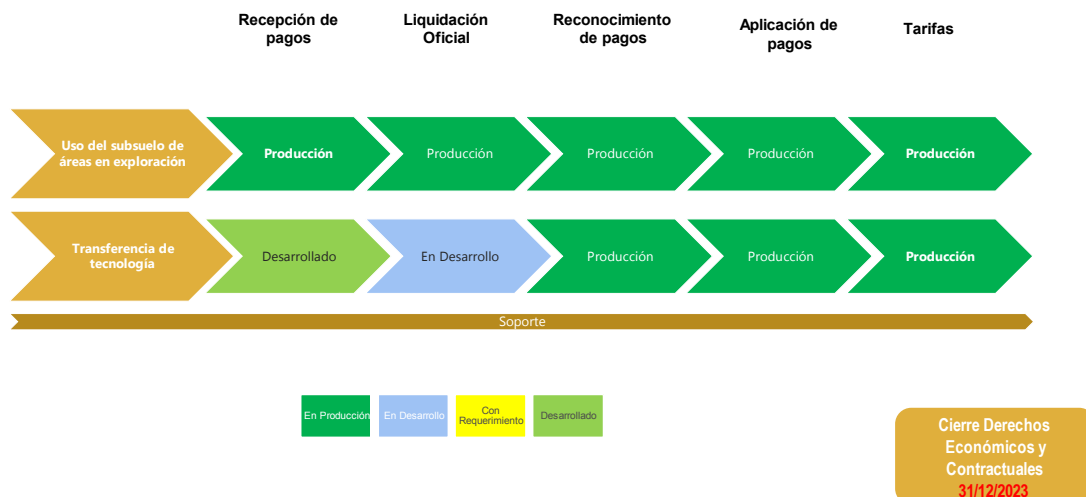 Recepción de
pagos
Liquidación
Oficial
Reconocimiento
de pagos
Aplicación de
pagos
Tarifas
Uso del subsuelo de
áreas en exploración
Producción
Producción
Producción
Producción
Producción
Transferencia de
tecnología
Desarrollado
En Desarrollo
Producción
Producción
Producción
Soporte
En Producción
En Desarrollo
Con
Requerimiento
Desarrollado
Cierre Derechos
Económicos y
Contractuales
31/12/2023